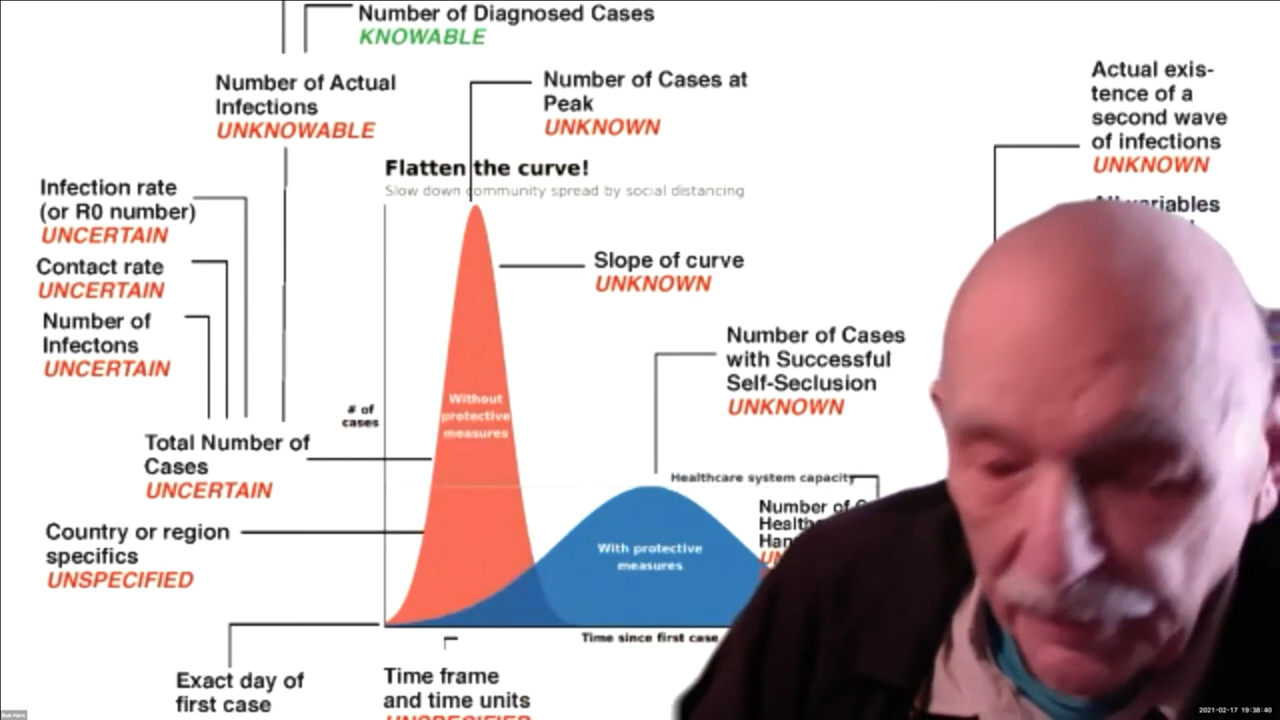 Number of Diagnosed Cases
KNOWABLE
Number of Actual
Infections
UNKNOWABLE
Number of Cases at
Peak
UNKNOWN
Actual exis-
tence of a
second wave
of infections
UNKNOWN
Flatten the curve!
Slow down community spread by social distancing
Infection rate
(or R0 number)
UNCERTAIN
Contact rate
UNCERTAIN
Number of
Infectons
UNCERTAIN
Slope of curve
UNKNOWN
Number of Cases
with Successful
Self-Seclusion
UNKNOWN
# of
cases
Without
protective
measures
Total Number of
Cases
UNCERTAIN
Healthcare system capacity
Number of
Country or region
specifics
UNSPECIFIED
With protective
measures
Time since first case
Exact day of
first case
Time frame
and time units
UNSPECIFIED
2021-02-17 19:38:40